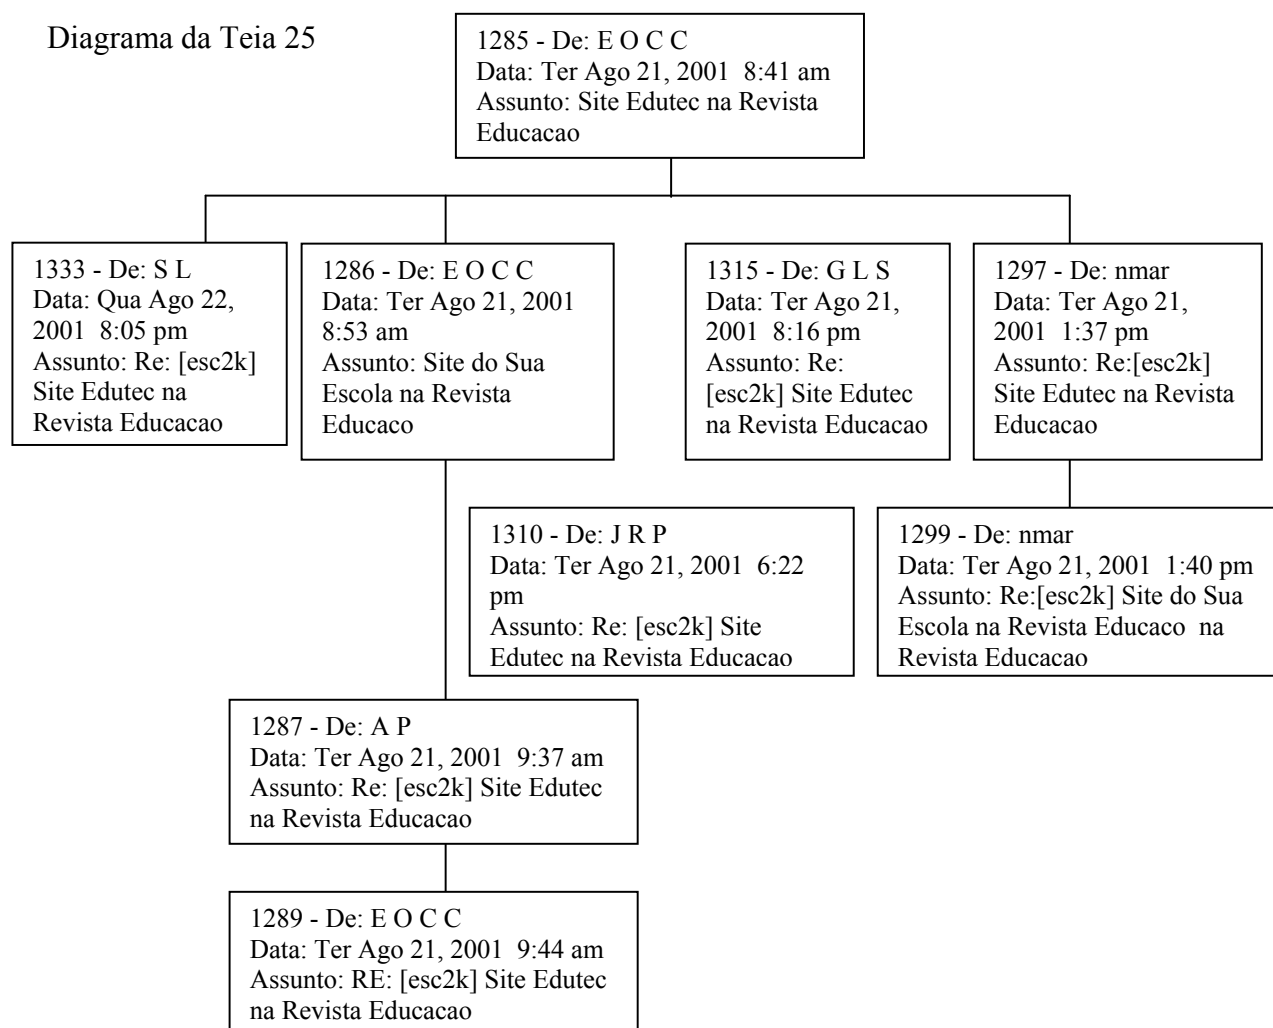 Diagrama da Teia 25
1285 - De: E O C C
Data: Ter Ago 21, 2001  8:41 am
Assunto: Site Edutec na Revista
Educacao
1333 - De: S L
Data: Qua Ago 22,
2001  8:05 pm
Assunto: Re: [esc2k]
Site Edutec na
Revista Educacao
1286 - De: E O C C
Data: Ter Ago 21, 2001
8:53 am
Assunto: Site do Sua
Escola na Revista
Educaco
1315 - De: G L S
Data: Ter Ago 21,
2001  8:16 pm
Assunto: Re:
[esc2k] Site Edutec
na Revista Educacao
1297 - De: nmar
Data: Ter Ago 21,
2001  1:37 pm
Assunto: Re:[esc2k]
Site Edutec na Revista
Educacao
1310 - De: J R P
Data: Ter Ago 21, 2001  6:22
pm
Assunto: Re: [esc2k] Site
Edutec na Revista Educacao
1299 - De: nmar
Data: Ter Ago 21, 2001  1:40 pm
Assunto: Re:[esc2k] Site do Sua
Escola na Revista Educaco  na
Revista Educacao
1287 - De: A P
Data: Ter Ago 21, 2001  9:37 am
Assunto: Re: [esc2k] Site Edutec
na Revista Educacao
1289 - De: E O C C
Data: Ter Ago 21, 2001  9:44 am
Assunto: RE: [esc2k] Site Edutec
na Revista Educacao